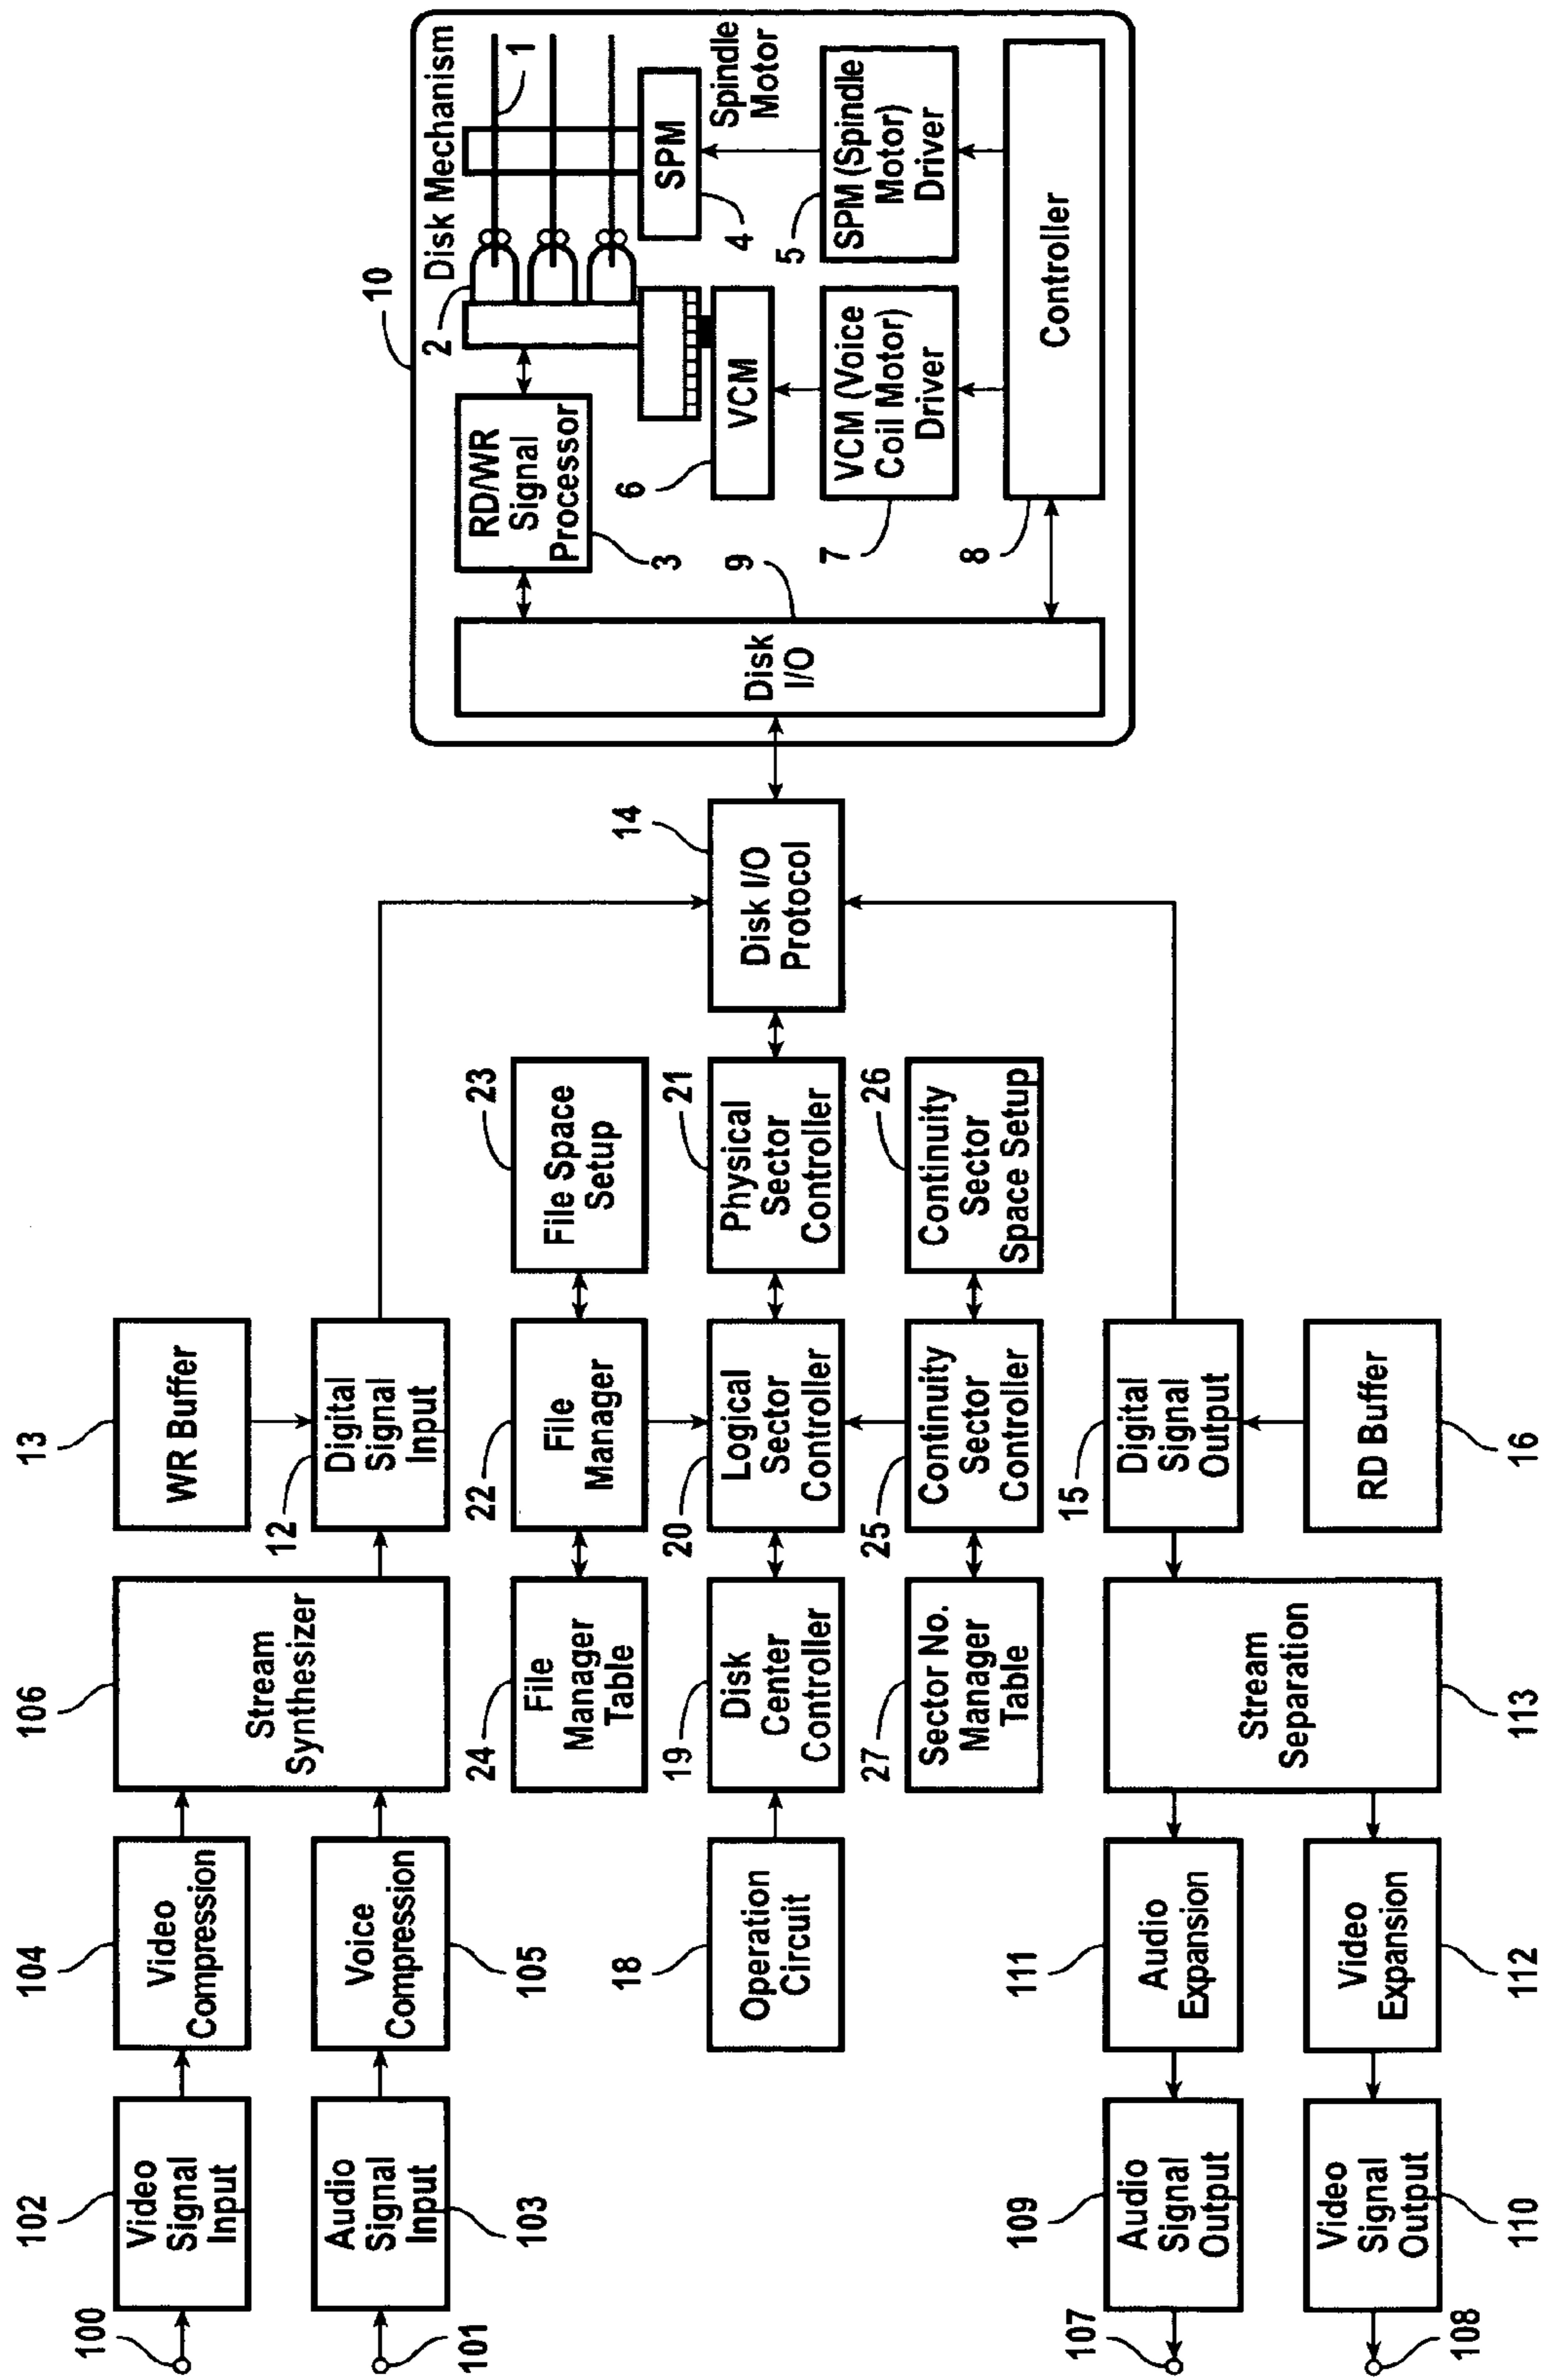 100
102
Video
Signal
Input
104
Video
Compression
106
Stream
Synthesizer
13
WR Buffer
101
Audio
Signal
Input
103
Voice
Compression
105
12
Digital
Signal
Input
24
File
Manager
Table
22
File
Manager
23
File Space
Setup
18
Operation
Circuit
19
Disk
Center
Controller
20
Logical
Sector
Controller
21
Physical
Sector
Controller
14
Disk I/O
Protocol
27
Sector No.
Manager
Table
25
Continuity
Sector
Controller
26
Continuity
Sector
Space Setup
107
109
Audio
Signal
Output
111
Audio
Expansion
Stream
Separation
113
15
Digital
Signal
Output
108
Video
Signal
Output
110
Video
Expansion
112
RD Buffer
16
10
Disk Mechanism
Disk
I/O
9
RD/WR
Signal
Processor
3
2
1
SPM
4
Spindle
Motor
VCM
6
5
SPM (Spindle
Motor)
Driver
VCM (Voice
Coil Motor)
Driver
7
Controller
8